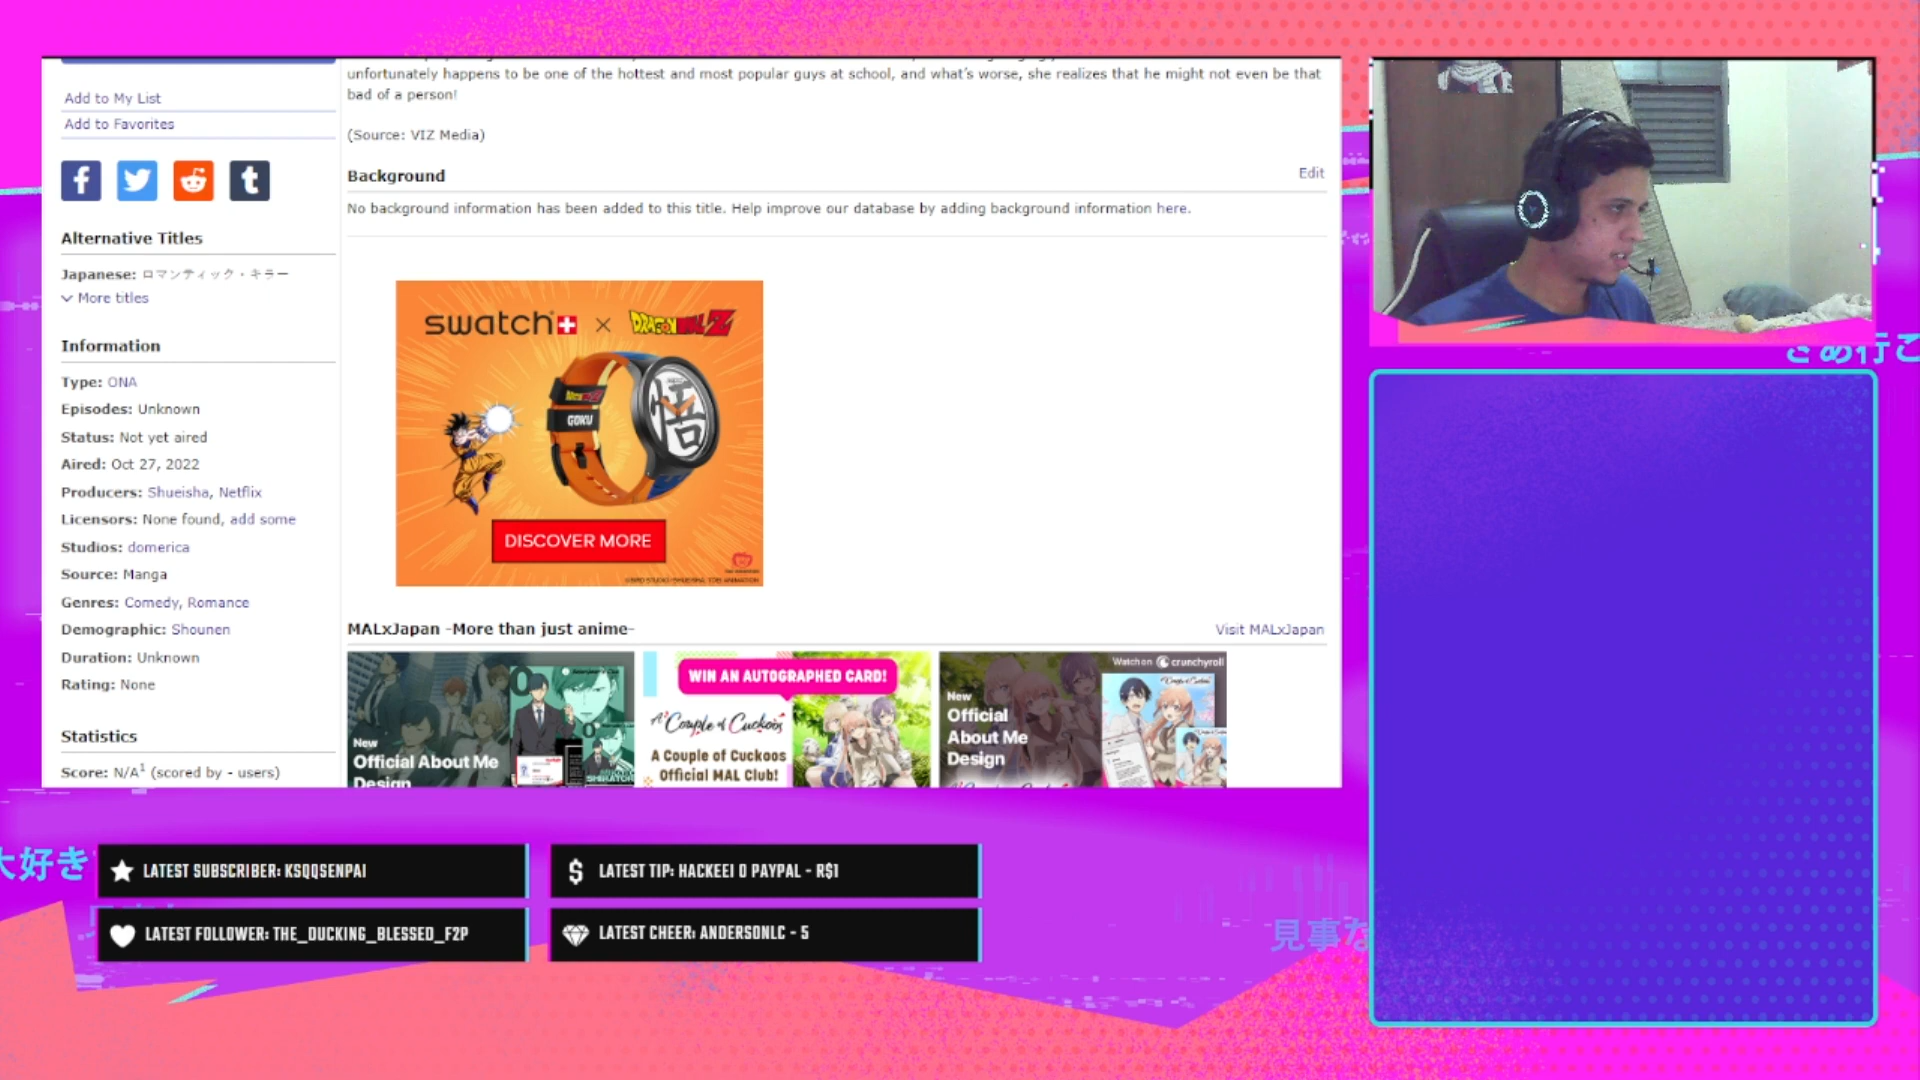 unfortunately happens to be one of the hottest and most popular guys at school, and what's worse, she realizes that he might not even be that
bad of a person!
(Source: VIZ Media)
Background
Edit
No background information has been added to this title. Help improve our database by adding background information here.
Add to My List
Add to Favorites
Alternative Titles
Japanese: ロマンティック・キラー
More titles
Information
Type: ONA
Episodes: Unknown
Status: Not yet aired
Aired: Oct 27, 2022
Producers: Shueisha, Netflix
Licensors: None found, add some
Studios: domerica
Source: Manga
Genres: Comedy, Romance
Demographic: Shounen
Duration: Unknown
Rating: None
Statistics
Score: N/A1 (scored by - users)
swatch × DRAGON BALL Z
GOKU
悟
DISCOVER MORE
MALxJapan -More than just anime-
Visit MALxJapan
New
Official About Me
Design
WIN AN AUTOGRAPHED CARD!
A Couple of Cuckoos
A Couple of Cuckoos
Official MAL Club!
Watch on crunchyroll
New
Official
About Me
Design
さあ行こ
大好き
見事な
LATEST SUBSCRIBER: KSQQSENPAI
LATEST TIP: HACKEEI O PAYPAL - R$1
LATEST FOLLOWER: THE_DUCKING_BLESSED_F2P
LATEST CHEER: ANDERSONLC - 5